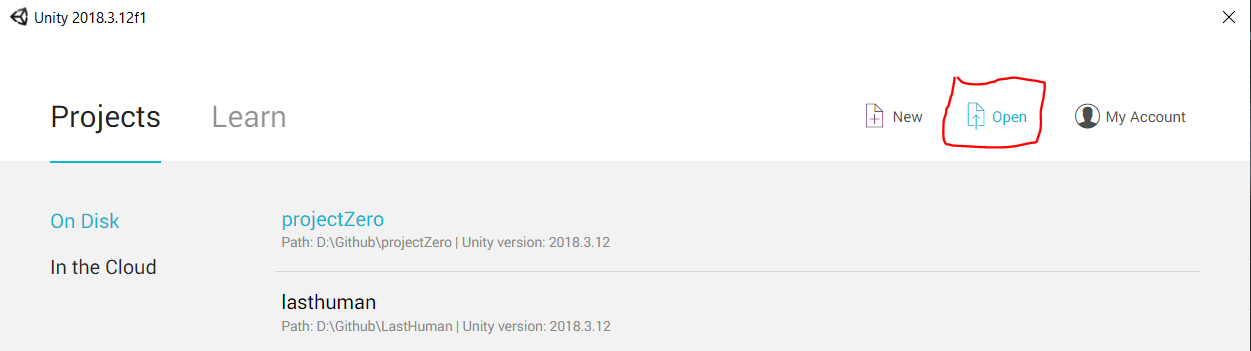 Unity 2018.3.12f1
Projects Learn New Open My Account
On Disk
In the Cloud
projectZero
Path: D:\Github\projectZero | Unity version: 2018.3.12
lasthuman
Path: D:\Github\LastHuman | Unity version: 2018.3.12